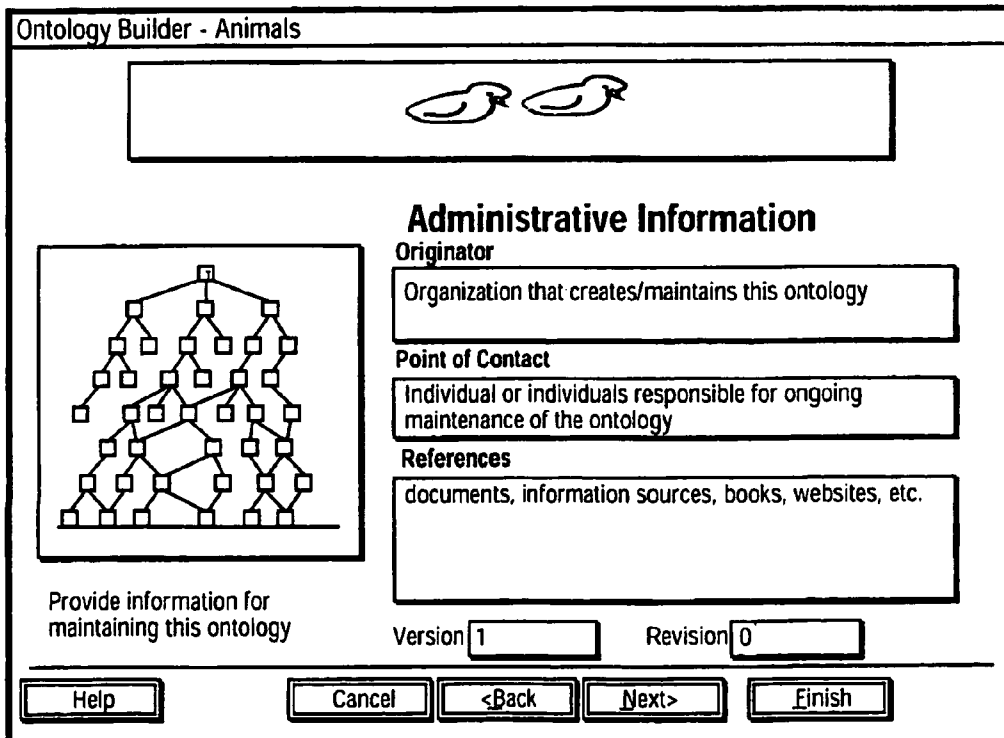 Ontology Builder - Animals
Administrative Information
Originator
Organization that creates/maintains this ontology
Point of Contact
Individual or individuals responsible for ongoing
maintenance of the ontology
References
documents, information sources, books, websites, etc.
Provide information for
maintaining this ontology
Version 1 Revision 0
Help Cancel <Back Next> Finish